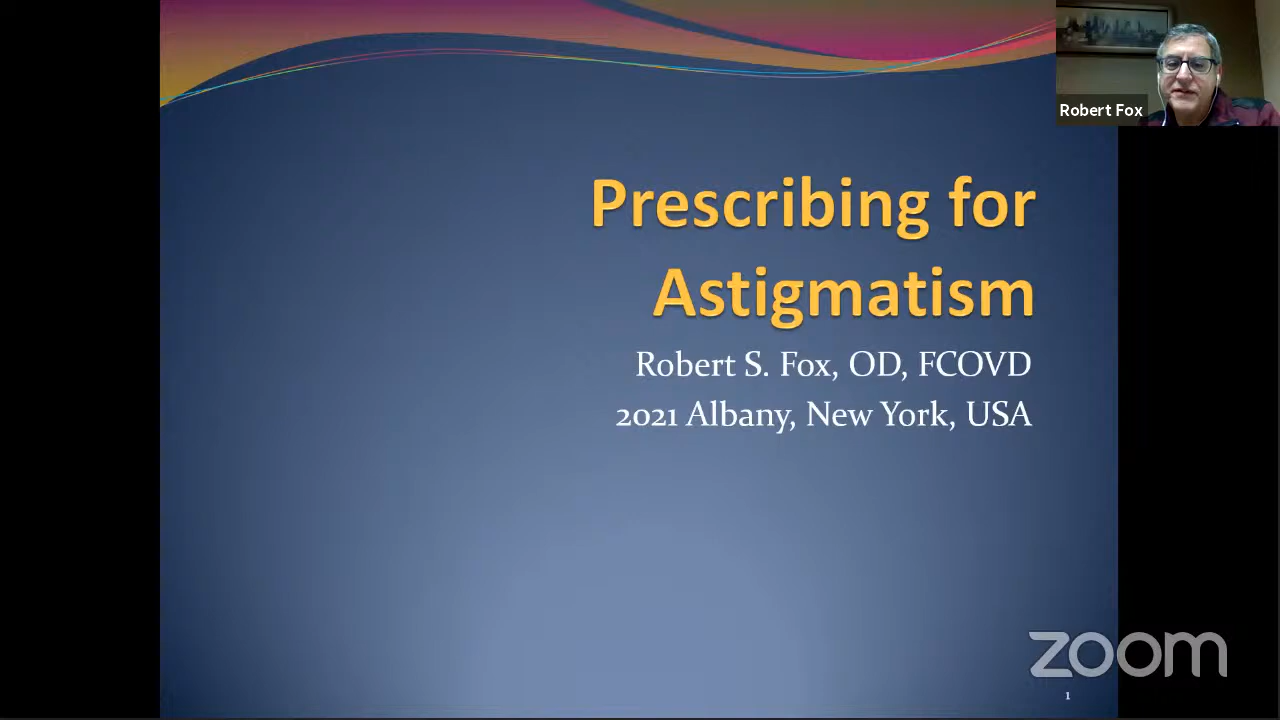 Robert Fox
Prescribing for
Astigmatism
Robert S. Fox, OD, FCOVD
2021 Albany, New York, USA
zoom
1